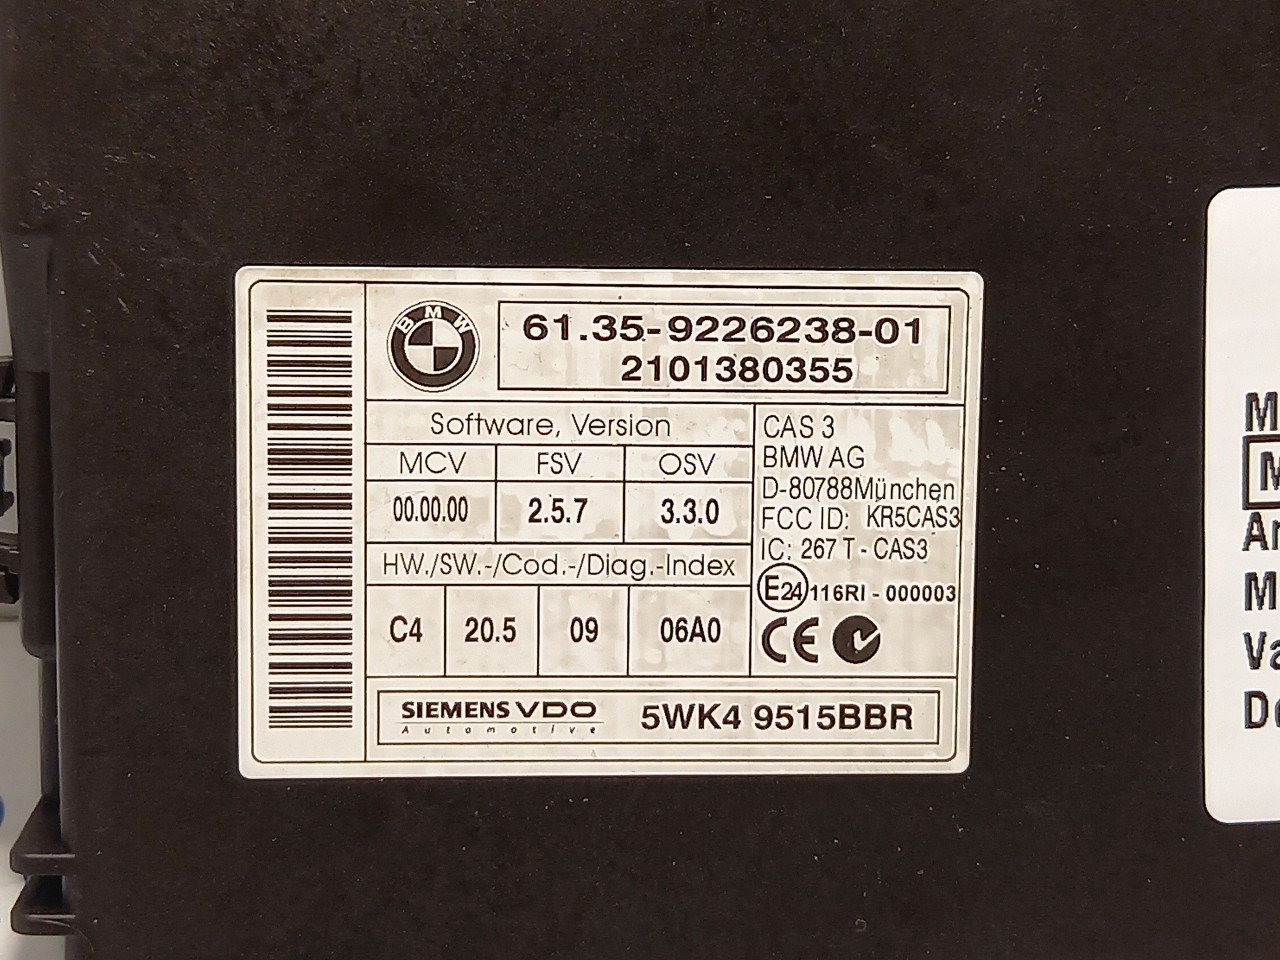 BMW
61.35-9226238-01
2101380355
Software, Version
MCV FSV OSV
00.00.00 2.5.7 3.3.0
HW./SW.-/Cod.-/Diag.-Index
C4 20.5 09 06A0
CAS 3
BMW AG
D-80788München
FCC ID: KR5CAS3
IC: 267 T - CAS3
E24 116RI - 000003
CE
SIEMENS VDO
Automotive
5WK4 9515BBR
M
M
M